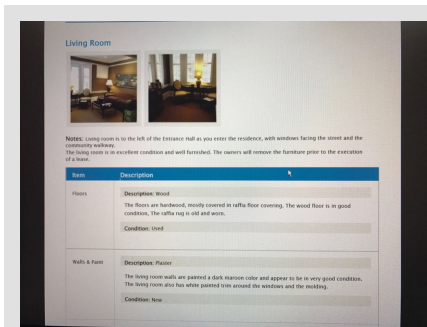 Living Room
Notes: Living room is to the left of the Entrance Hall as you enter the residence, with windows facing the street and the
community walkway.
The living room is in excellent condition and well furnished. The owners will remove the furniture prior to the execution
of a lease.
Item Description
Floors Description: Wood
The floors are hardwood, mostly covered in raffia floor covering. The wood floor is in good
condition, The raffia rug is old and worn.
Condition: Used
Walls & Paint Description: Plaster
The living room walls are painted a dark maroon color and appear to be in very good condition.
The living room also has white painted trim around the windows and the molding.
Condition: New